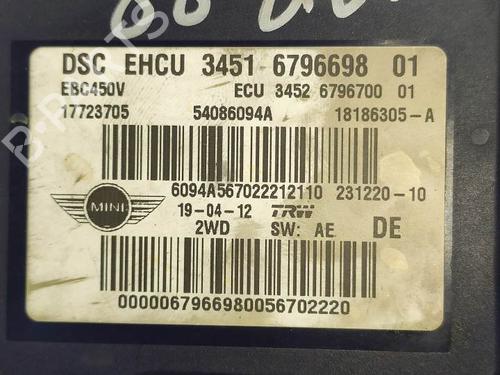 DSC EHCU 3451 6796698 01
EBC450V ECU 3452 6796700 01
17723705 54086094A 18186305-A
6094A567022212110 231220-10
MINI 19-04-12 TRW DE
2WD SW: AE
0000067966980056702220